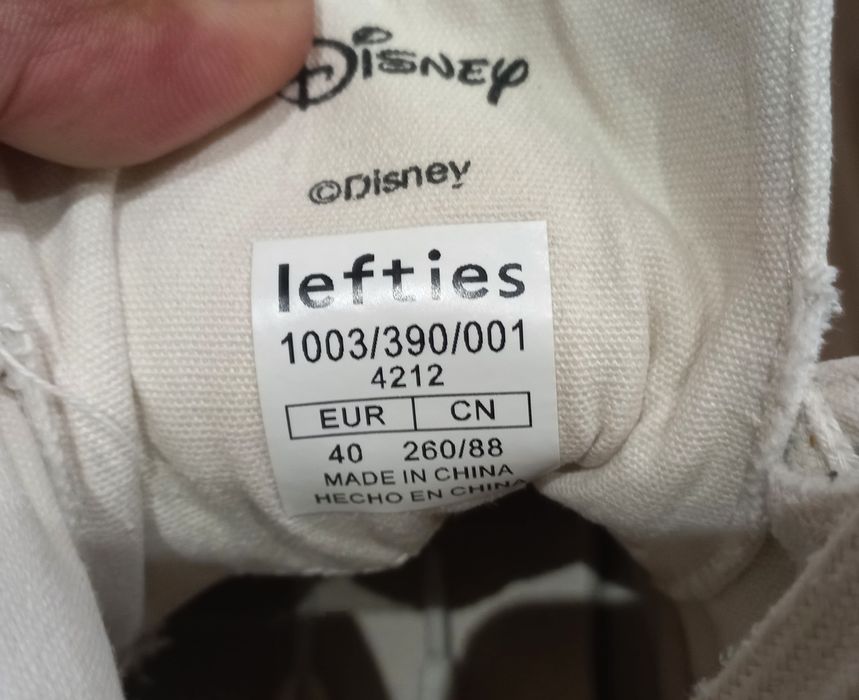 Disney
©Disney
lefties
1003/390/001
4212
EUR CN
40 260/88
MADE IN CHINA
HECHO EN CHINA